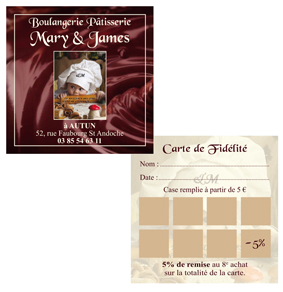 Boulangerie Pâtisserie
Mary & James
à AUTUN
52, rue Faubourg St Andoche
03 85 54 63 11
Carte de Fidélité
Nom :
Date :
Case remplie à partir de 5 €
- 5%
5% de remise au 8e achat
sur la totalité de la carte.